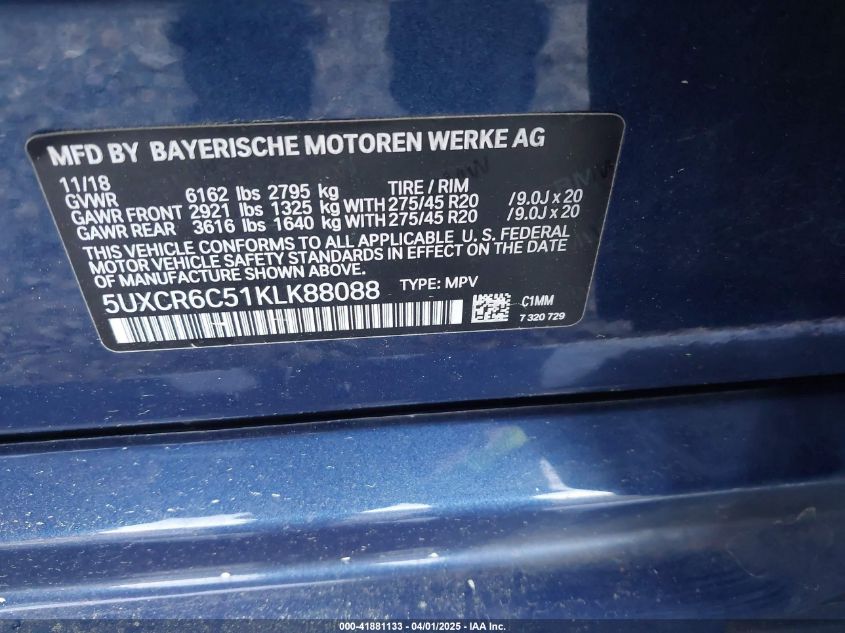 MFD BY BAYERISCHE MOTOREN WERKE AG
11/18
GVWR 6162 lbs 2795 kg TIRE / RIM
GAWR FRONT 2921 lbs 1325 kg WITH 275/45 R20 /9.0J x 20
GAWR REAR 3616 lbs 1640 kg WITH 275/45 R20 /9.0J x 20
THIS VEHICLE CONFORMS TO ALL APPLICABLE U. S. FEDERAL
MOTOR VEHICLE SAFETY STANDARDS IN EFFECT ON THE DATE
OF MANUFACTURE SHOWN ABOVE.
5UXCR6C51KLK88088 TYPE: MPV
C1MM
7 320 729
000-41881133 - 04/01/2025 - IAA Inc.